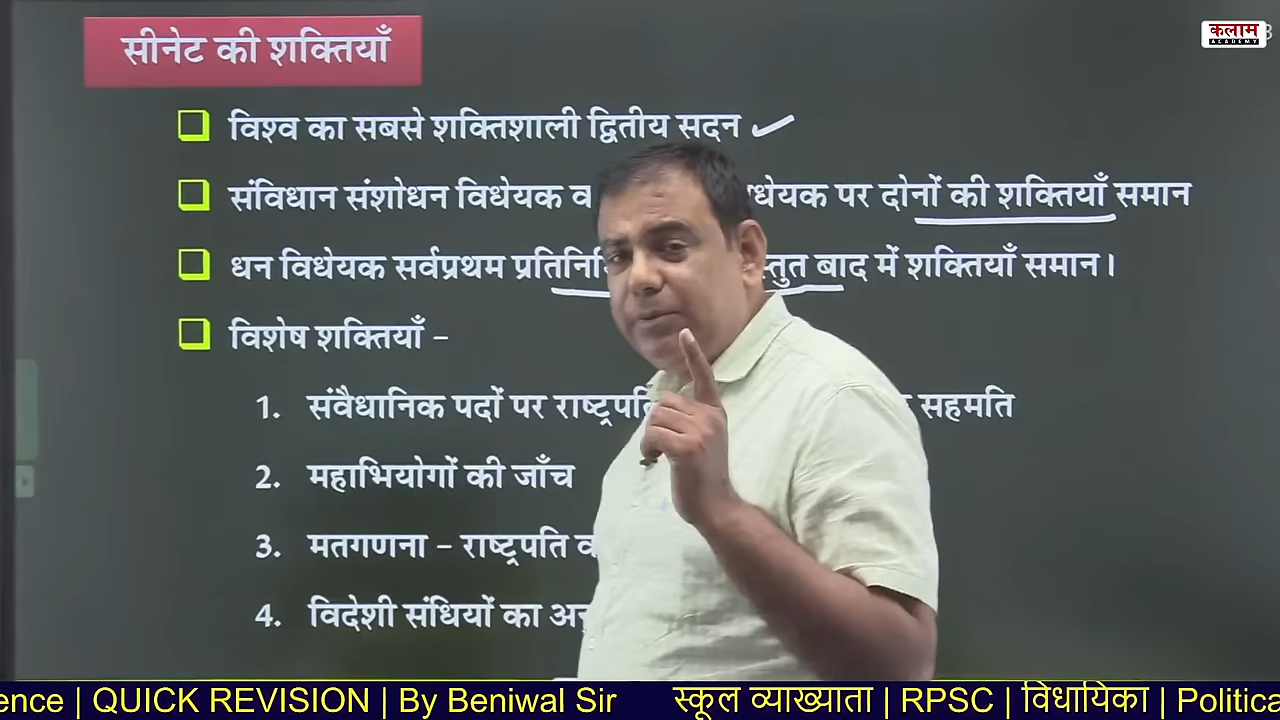 सीनेट की शक्तियाँ
कलाम
ACADEMY
विश्व का सबसे शक्तिशाली द्वितीय सदन
संविधान संशोधन विधेयक व धेयक पर दोनों की शक्तियाँ समान
धन विधेयक सर्वप्रथम प्रतिनि स्तुत बाद में शक्तियाँ समान।
विशेष शक्तियाँ –
1. संवैधानिक पदों पर राष्ट्रपति सहमति
2. महाभियोगों की जाँच
3. मतगणना – राष्ट्रपति
4. विदेशी संधियों का
ence | QUICK REVISION | By Beniwal Sir स्कूल व्याख्याता | RPSC | विधायिका | Politica